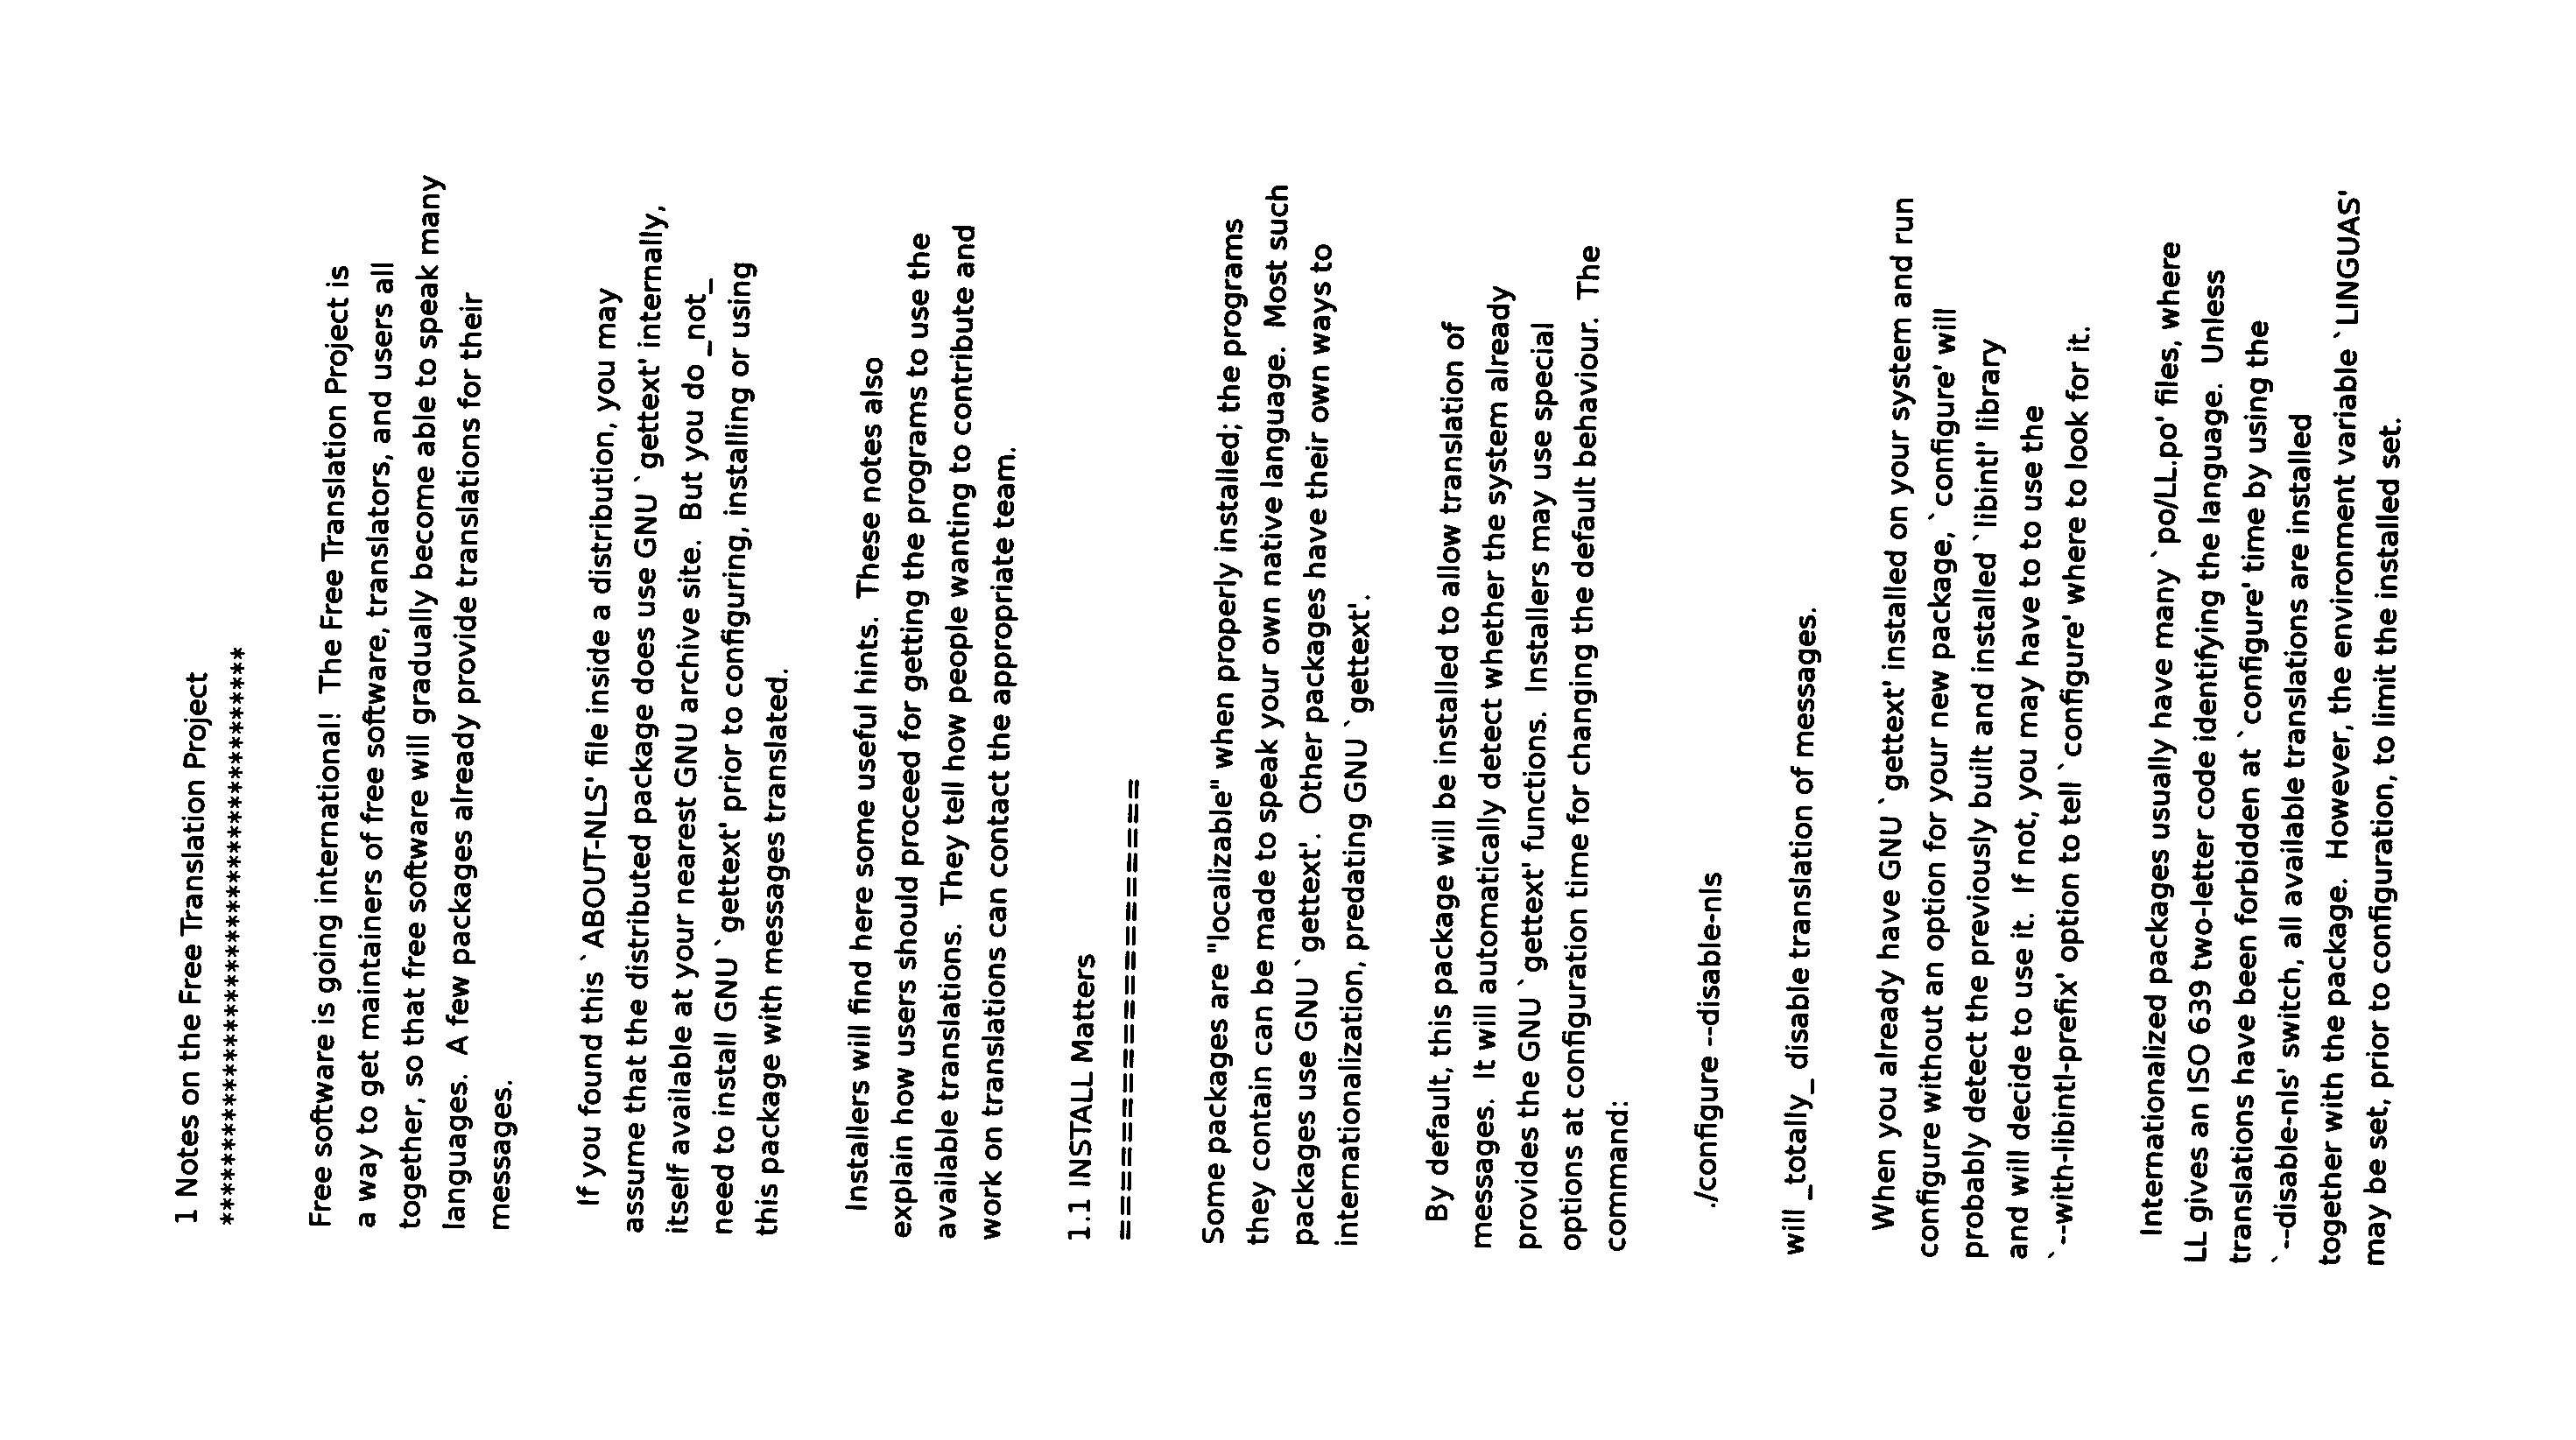 1 Notes on the Free Translation Project
***************************************
Free software is going international!  The Free Translation Project is
a way to get maintainers of free software, translators, and users all
together, so that free software will gradually become able to speak many
languages.  A few packages already provide translations for their
messages.
If you found this `ABOUT-NLS' file inside a distribution, you may
assume that the distributed package does use GNU `gettext' internally,
itself available at your nearest GNU archive site.  But you do _not_
need to install GNU `gettext' prior to configuring, installing or using
this package with messages translated.
Installers will find here some useful hints.  These notes also
explain how users should proceed for getting the programs to use the
available translations.  They tell how people wanting to contribute and
work on translations can contact the appropriate team.
1.1 INSTALL Matters
===================
Some packages are "localizable" when properly installed; the programs
they contain can be made to speak your own native language.  Most such
packages use GNU `gettext'.  Other packages have their own ways to
internationalization, predating GNU `gettext'.
By default, this package will be installed to allow translation of
messages.  It will automatically detect whether the system already
provides the GNU `gettext' functions.  Installers may use special
options at configuration time for changing the default behaviour.  The
command:
./configure --disable-nls
will _totally_ disable translation of messages.
When you already have GNU `gettext' installed on your system and run
configure without an option for your new package, `configure' will
probably detect the previously built and installed `libintl' library
and will decide to use it.  If not, you may have to to use the
`--with-libintl-prefix' option to tell `configure' where to look for it.
Internationalized packages usually have many `po/LL.po' files, where
LL gives an ISO 639 two-letter code identifying the language.  Unless
translations have been forbidden at `configure' time by using the
`--disable-nls' switch, all available translations are installed
together with the package.  However, the environment variable `LINGUAS'
may be set, prior to configuration, to limit the installed set.